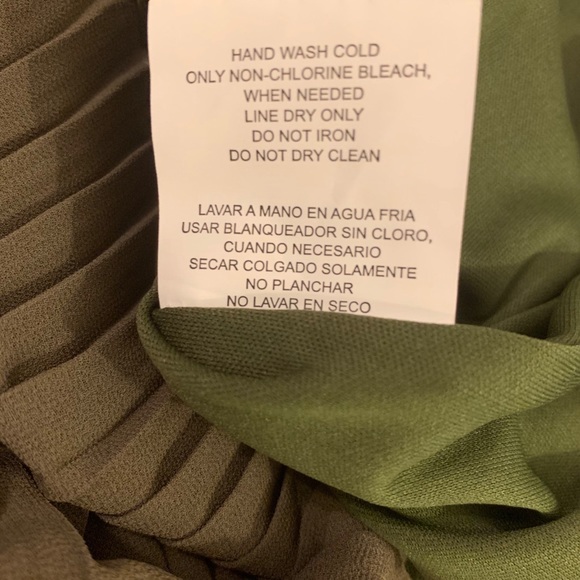 HAND WASH COLD
ONLY NON-CHLORINE BLEACH,
WHEN NEEDED
LINE DRY ONLY
DO NOT IRON
DO NOT DRY CLEAN
LAVAR A MANO EN AGUA FRIA
USAR BLANQUEADOR SIN CLORO,
CUANDO NECESARIO
SECAR COLGADO SOLAMENTE
NO PLANCHAR
NO LAVAR EN SECO